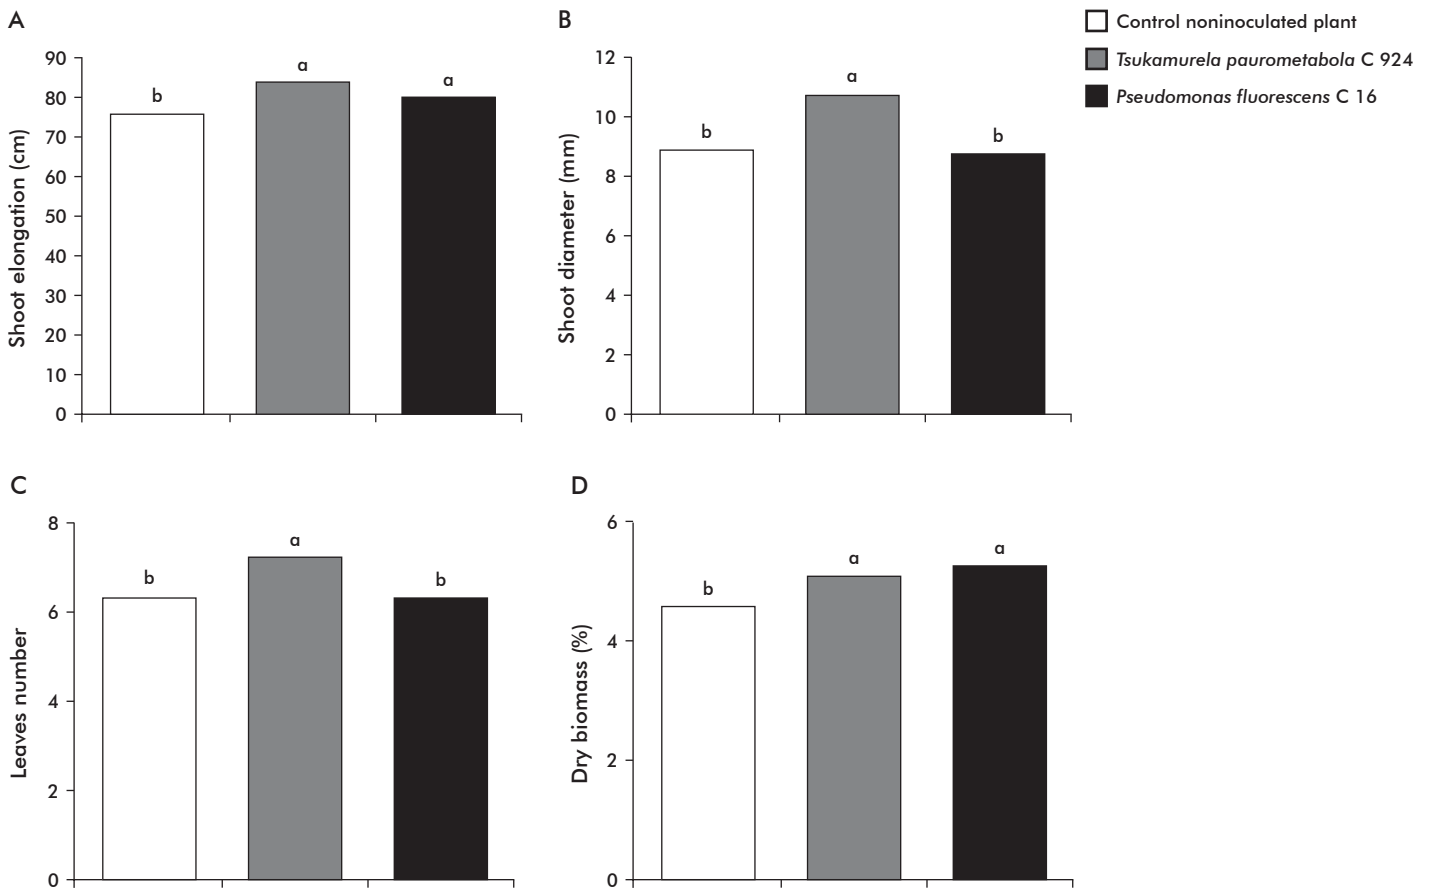 A
Shoot elongation (cm)
90
80
70
60
50
40
30
20
10
0
b
a
a
B
Shoot diameter (mm)
12
10
8
6
4
2
0
b
a
b
Control noninoculated plant
Tsukamurela paurometabola C 924
Pseudomonas fluorescens C 16
C
Leaves number
8
6
4
2
0
b
a
b
D
Dry biomass (%)
6
4
2
0
b
a
a